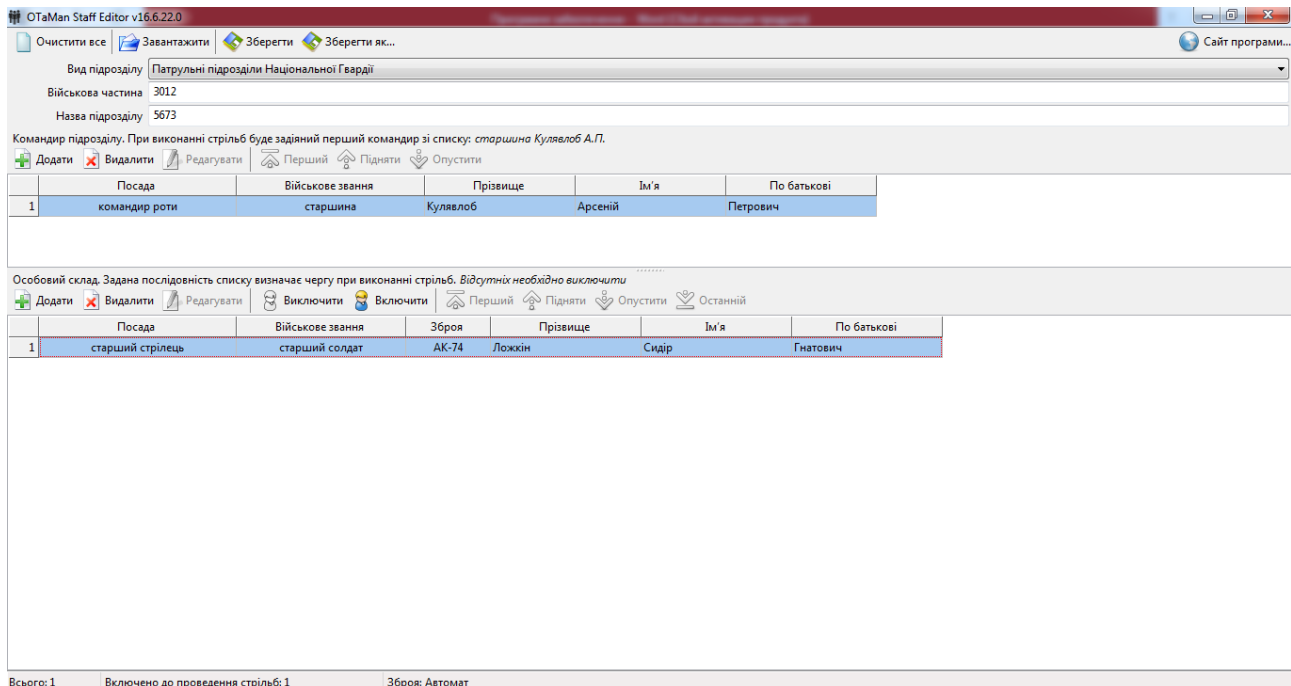 OTaMan Staff Editor v16.6.22.0
Очистити все Завантажити Зберегти Зберегти як... Сайт програми...
Вид підрозділу Патрульні підрозділи Національної Гвардії
Військова частина 3012
Назва підрозділу 5673
Командир підрозділу. При виконанні стрільб буде задіяний перший командир зі списку: старшина Кулявлоб А.П.
Додати Видалити Редагувати Перший Підняти Опустити
Посада Військове звання Прізвище Ім'я По батькові
1 командир роти старшина Кулявлоб Арсеній Петрович
Особовий склад. Задана послідовність списку визначає чергу при виконанні стрільб. Відсутніх необхідно виключити
Додати Видалити Редагувати Виключити Включити Перший Підняти Опустити Останній
Посада Військове звання Зброя Прізвище Ім'я По батькові
1 старший стрілець старший солдат АК-74 Ложкін Сидір Гнатович
Всього: 1 Включено до проведення стрільб: 1 Зброя: Автомат